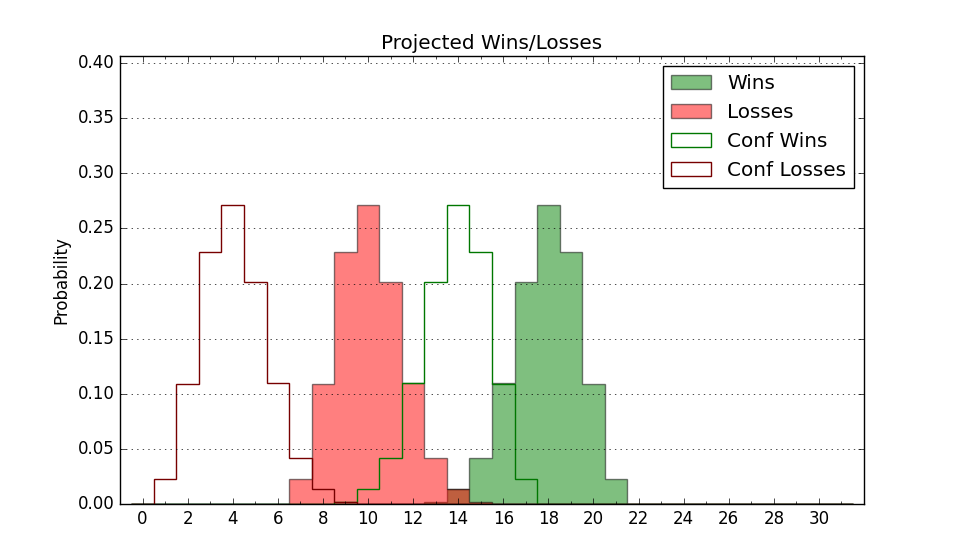 Projected Wins/Losses
0.40
0.35
0.30
0.25
0.20
0.15
0.10
0.05
0.00
Probability
Wins
Losses
Conf Wins
Conf Losses
0 2 4 6 8 10 12 14 16 18 20 22 24 26 28 30